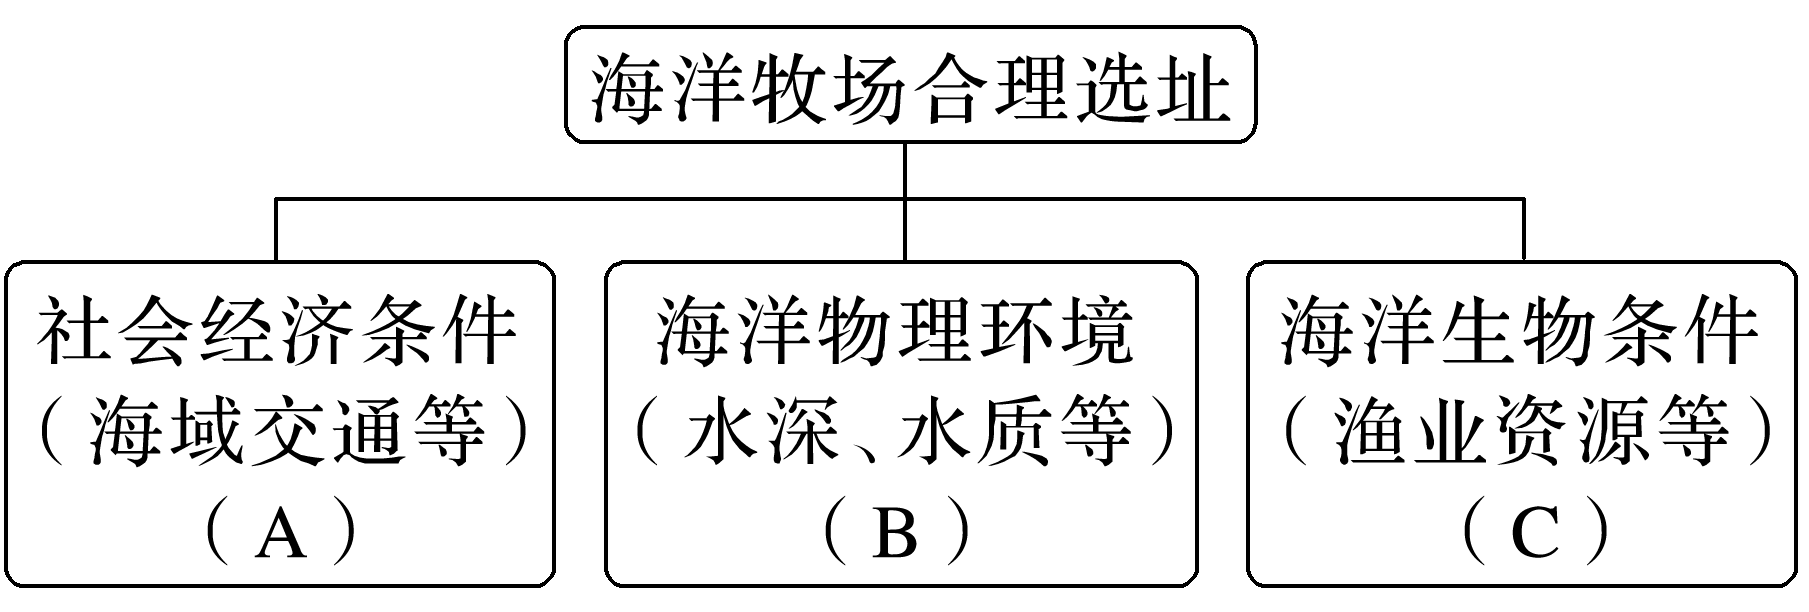 海洋牧场合理选址
社会经济条件
（海域交通等）
（A）
海洋物理环境
（水深、水质等）
（B）
海洋生物条件
（渔业资源等）
（C）